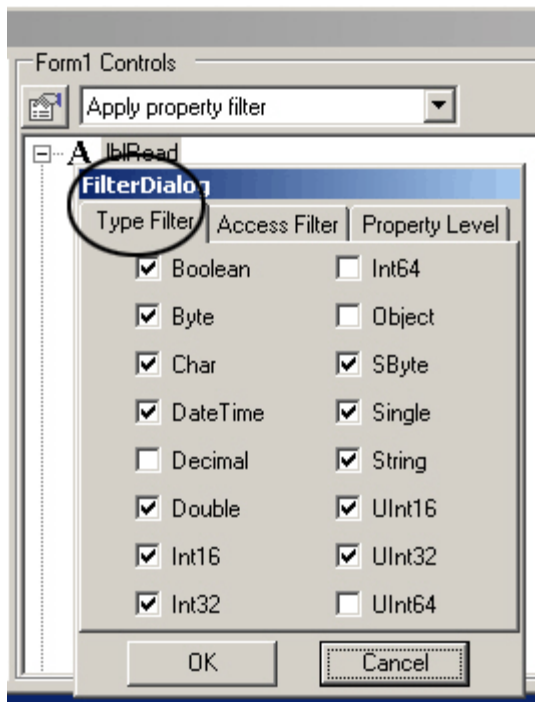 Form1 Controls
Apply property filter
A lblRead
FilterDialog
Type Filter Access Filter Property Level
Boolean Int64
Byte Object
Char SByte
DateTime Single
Decimal String
Double UInt16
Int16 UInt32
Int32 UInt64
OK Cancel